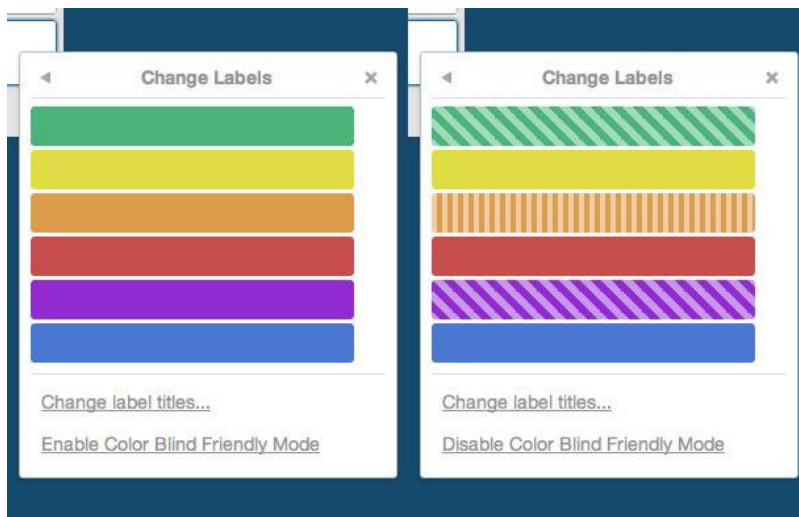 Change Labels
Change label titles...
Enable Color Blind Friendly Mode
Change Labels
Change label titles...
Disable Color Blind Friendly Mode